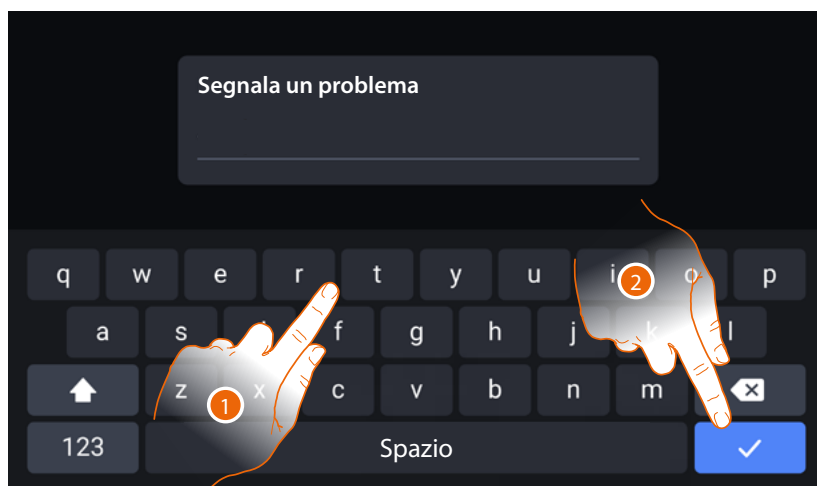 Segnala un problema
q w e r t y u i o p
a s f g h j k l
z x c v b n m
123 Spazio
1
2